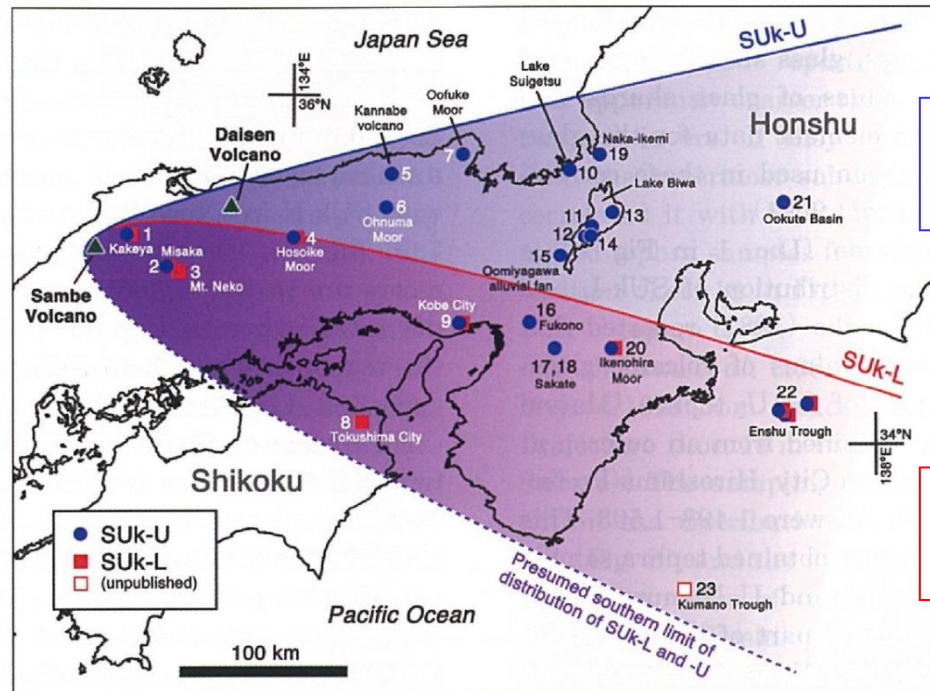 Japan Sea
SUk-U
134°E
36°N
Lake
Suigetsu
Oofuke
Moor
Kannabe
volcano
Honshu
Daisen
Volcano
7
Naka-ikemi
19
10
5
Lake Biwa
6
Ohnuma
Moor
13
21
Ookute Basin
11
12
14
1
Kakeya
Misaka
2
3
Mt. Neko
4
Hosoike
Moor
15
Oomiyagawa
alluvial fan
Sambe
Volcano
Kobe City
9
16
Fukono
17,18
Sakate
20
Ikenohira
Moor
SUk-L
22
Enshu Trough
34°N
138°E
8
Tokushima City
Shikoku
SUk-U
SUk-L
(unpublished)
100 km
Pacific Ocean
Presumed southern limit of
distribution of SUk-L and -U
23
Kumano Trough